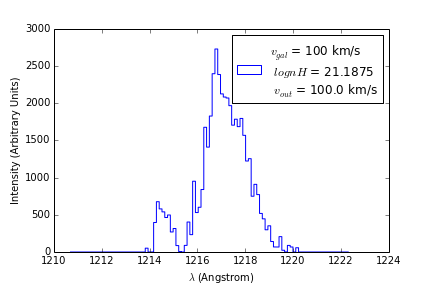 3000
2500
2000
1500
1000
500
0
Intensity (Arbitrary Units)
v_gal = 100 km/s
lognH = 21.1875
v_out = 100.0 km/s
1210 1212 1214 1216 1218 1220 1222 1224
λ (Angstrom)